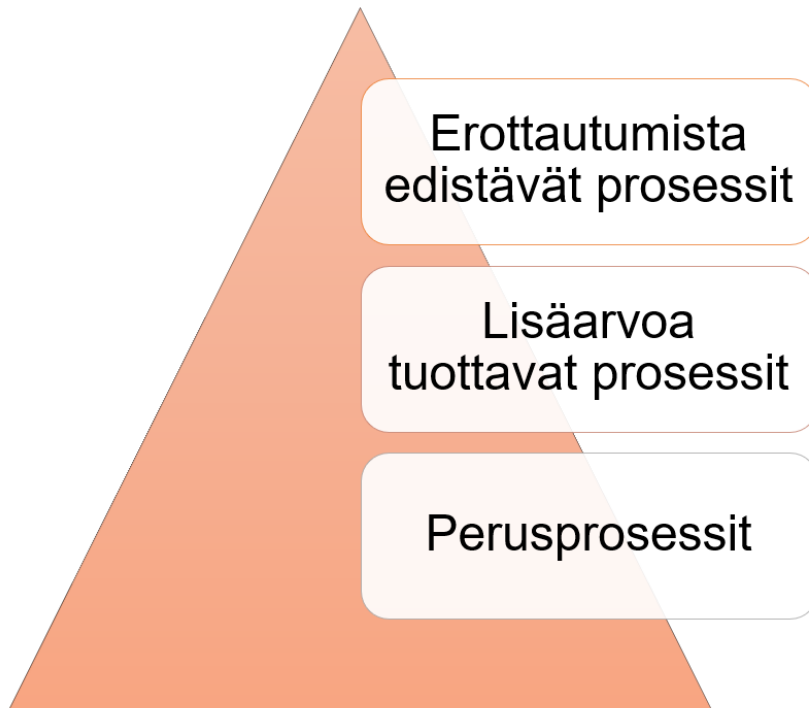 Erottautumista
edistävät prosessit
Lisäarvoa
tuottavat prosessit
Perusprosessit